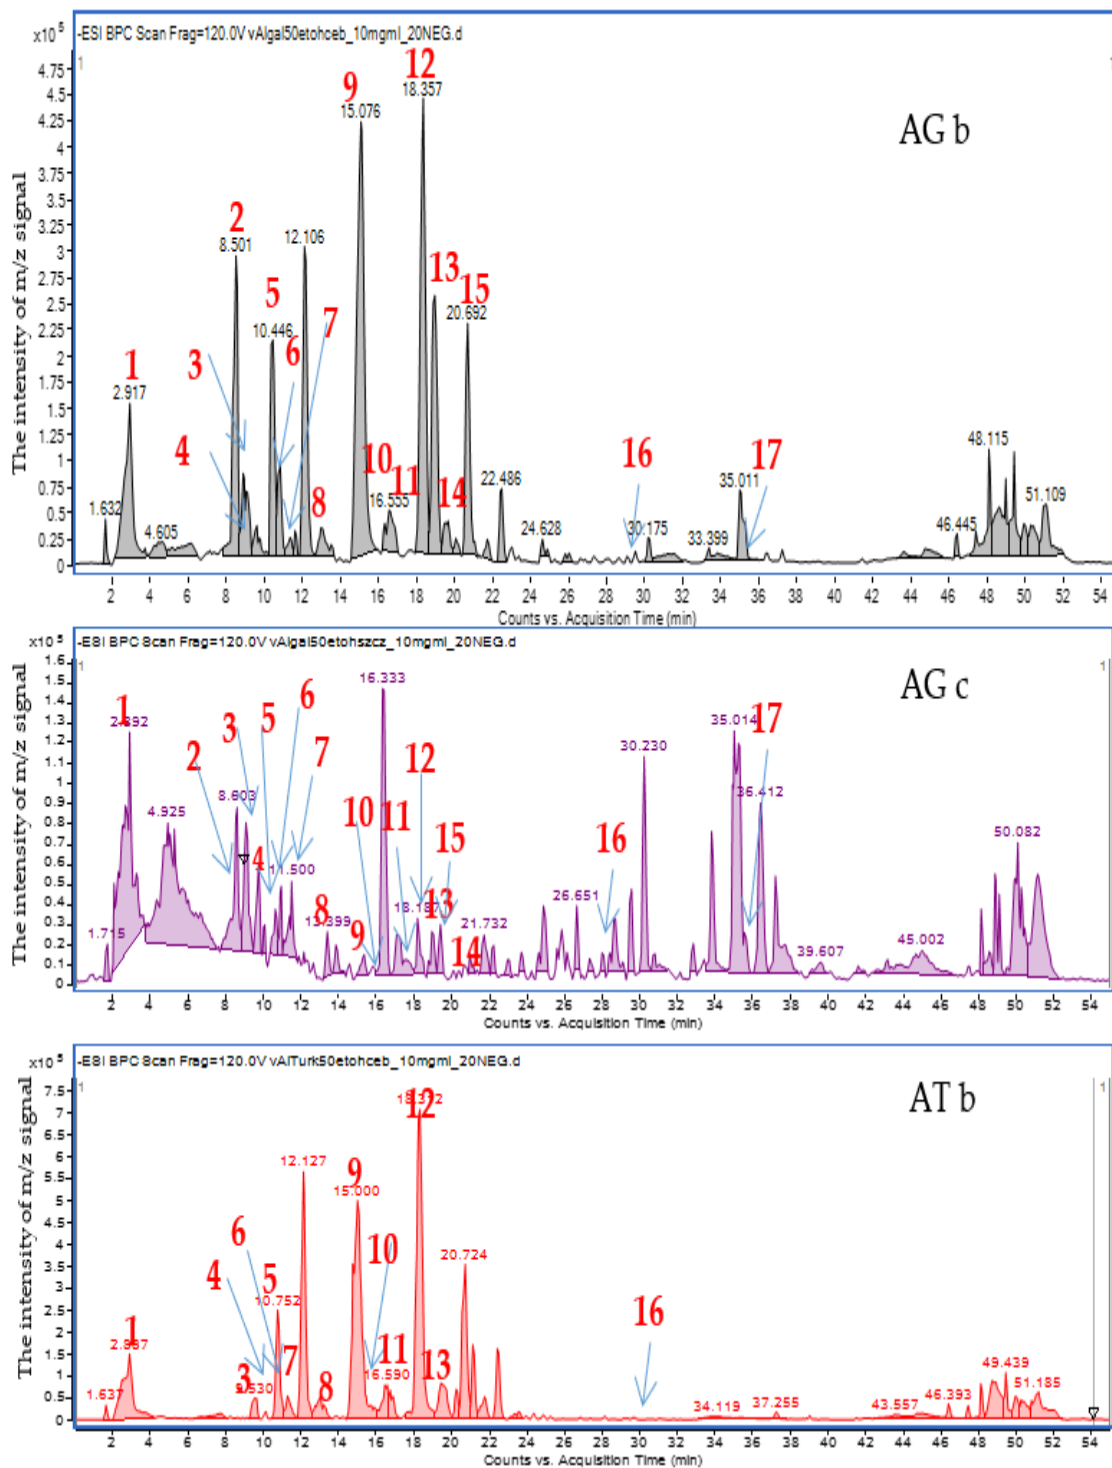 -ESI BPC Scan Frag=120.0V vAlgal50etohceb_10mgml_20NEG.d
x10 5
1
1
AG b
The intensity of m/z signal
4.75
4.5
4.25
4
3.75
3.5
3.25
3
2.75
2.5
2.25
2
1.75
1.5
1.25
1
0.75
0.5
0.25
0
1 2 3 4 5 6 7 8 9 10 11 12 13 14 15 16 17
1.632 2.917 4.605 8.501 10.446 12.106 15.076 16.555 18.357 20.692 22.486 24.628 30.175 33.399 35.011 46.445 48.115 51.109
2 4 6 8 10 12 14 16 18 20 22 24 26 28 30 32 34 36 38 40 42 44 46 48 50 52 54
Counts vs. Acquisition Time (min)
-ESI BPC Scan Frag=120.0V vAlgal50etohszcz_10mgml_20NEG.d
x10 5
1
1
AG c
The intensity of m/z signal
1.6
1.5
1.4
1.3
1.2
1.1
1
0.9
0.8
0.7
0.6
0.5
0.4
0.3
0.2
0.1
0
1 2 3 4 5 6 7 8 9 10 11 12 13 14 15 16 17
1.715 4.925 8.603 11.500 13.399 16.333 18.187 21.732 26.651 30.230 35.014 36.412 39.607 45.002 50.082
2 4 6 8 10 12 14 16 18 20 22 24 26 28 30 32 34 36 38 40 42 44 46 48 50 52 54
Counts vs. Acquisition Time (min)
-ESI BPC Scan Frag=120.0V vAlTurk50etohceb_10mgml_20NEG.d
x10 5
1
1
AT b
The intensity of m/z signal
7.5
7
6.5
6
5.5
5
4.5
4
3.5
3
2.5
2
1.5
1
0.5
0
1 3 4 5 6 7 8 9 10 11 12 13 16
1.637 9.530 10.752 12.127 15.000 16.590 20.724 34.119 37.255 43.557 46.393 49.439 51.185
2 4 6 8 10 12 14 16 18 20 22 24 26 28 30 32 34 36 38 40 42 44 46 48 50 52 54
Counts vs. Acquisition Time (min)